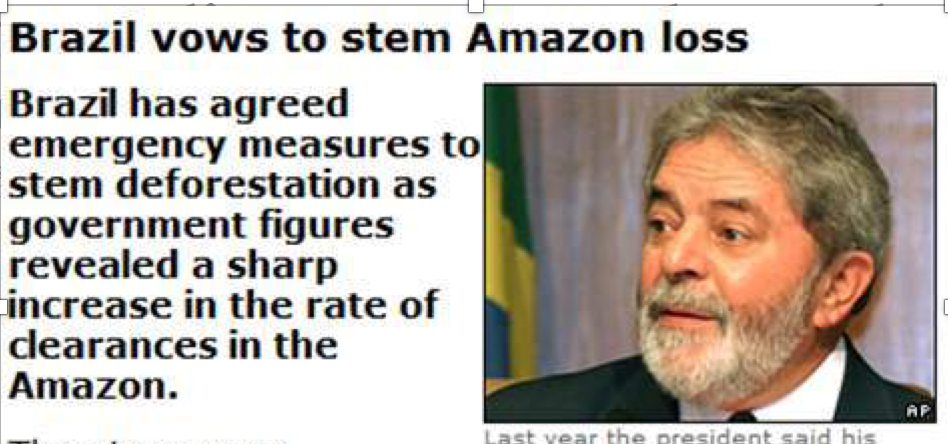 Brazil vows to stem Amazon loss
Brazil has agreed
emergency measures to
stem deforestation as
government figures
revealed a sharp
increase in the rate of
clearances in the
Amazon.
AP
Last year the president said his